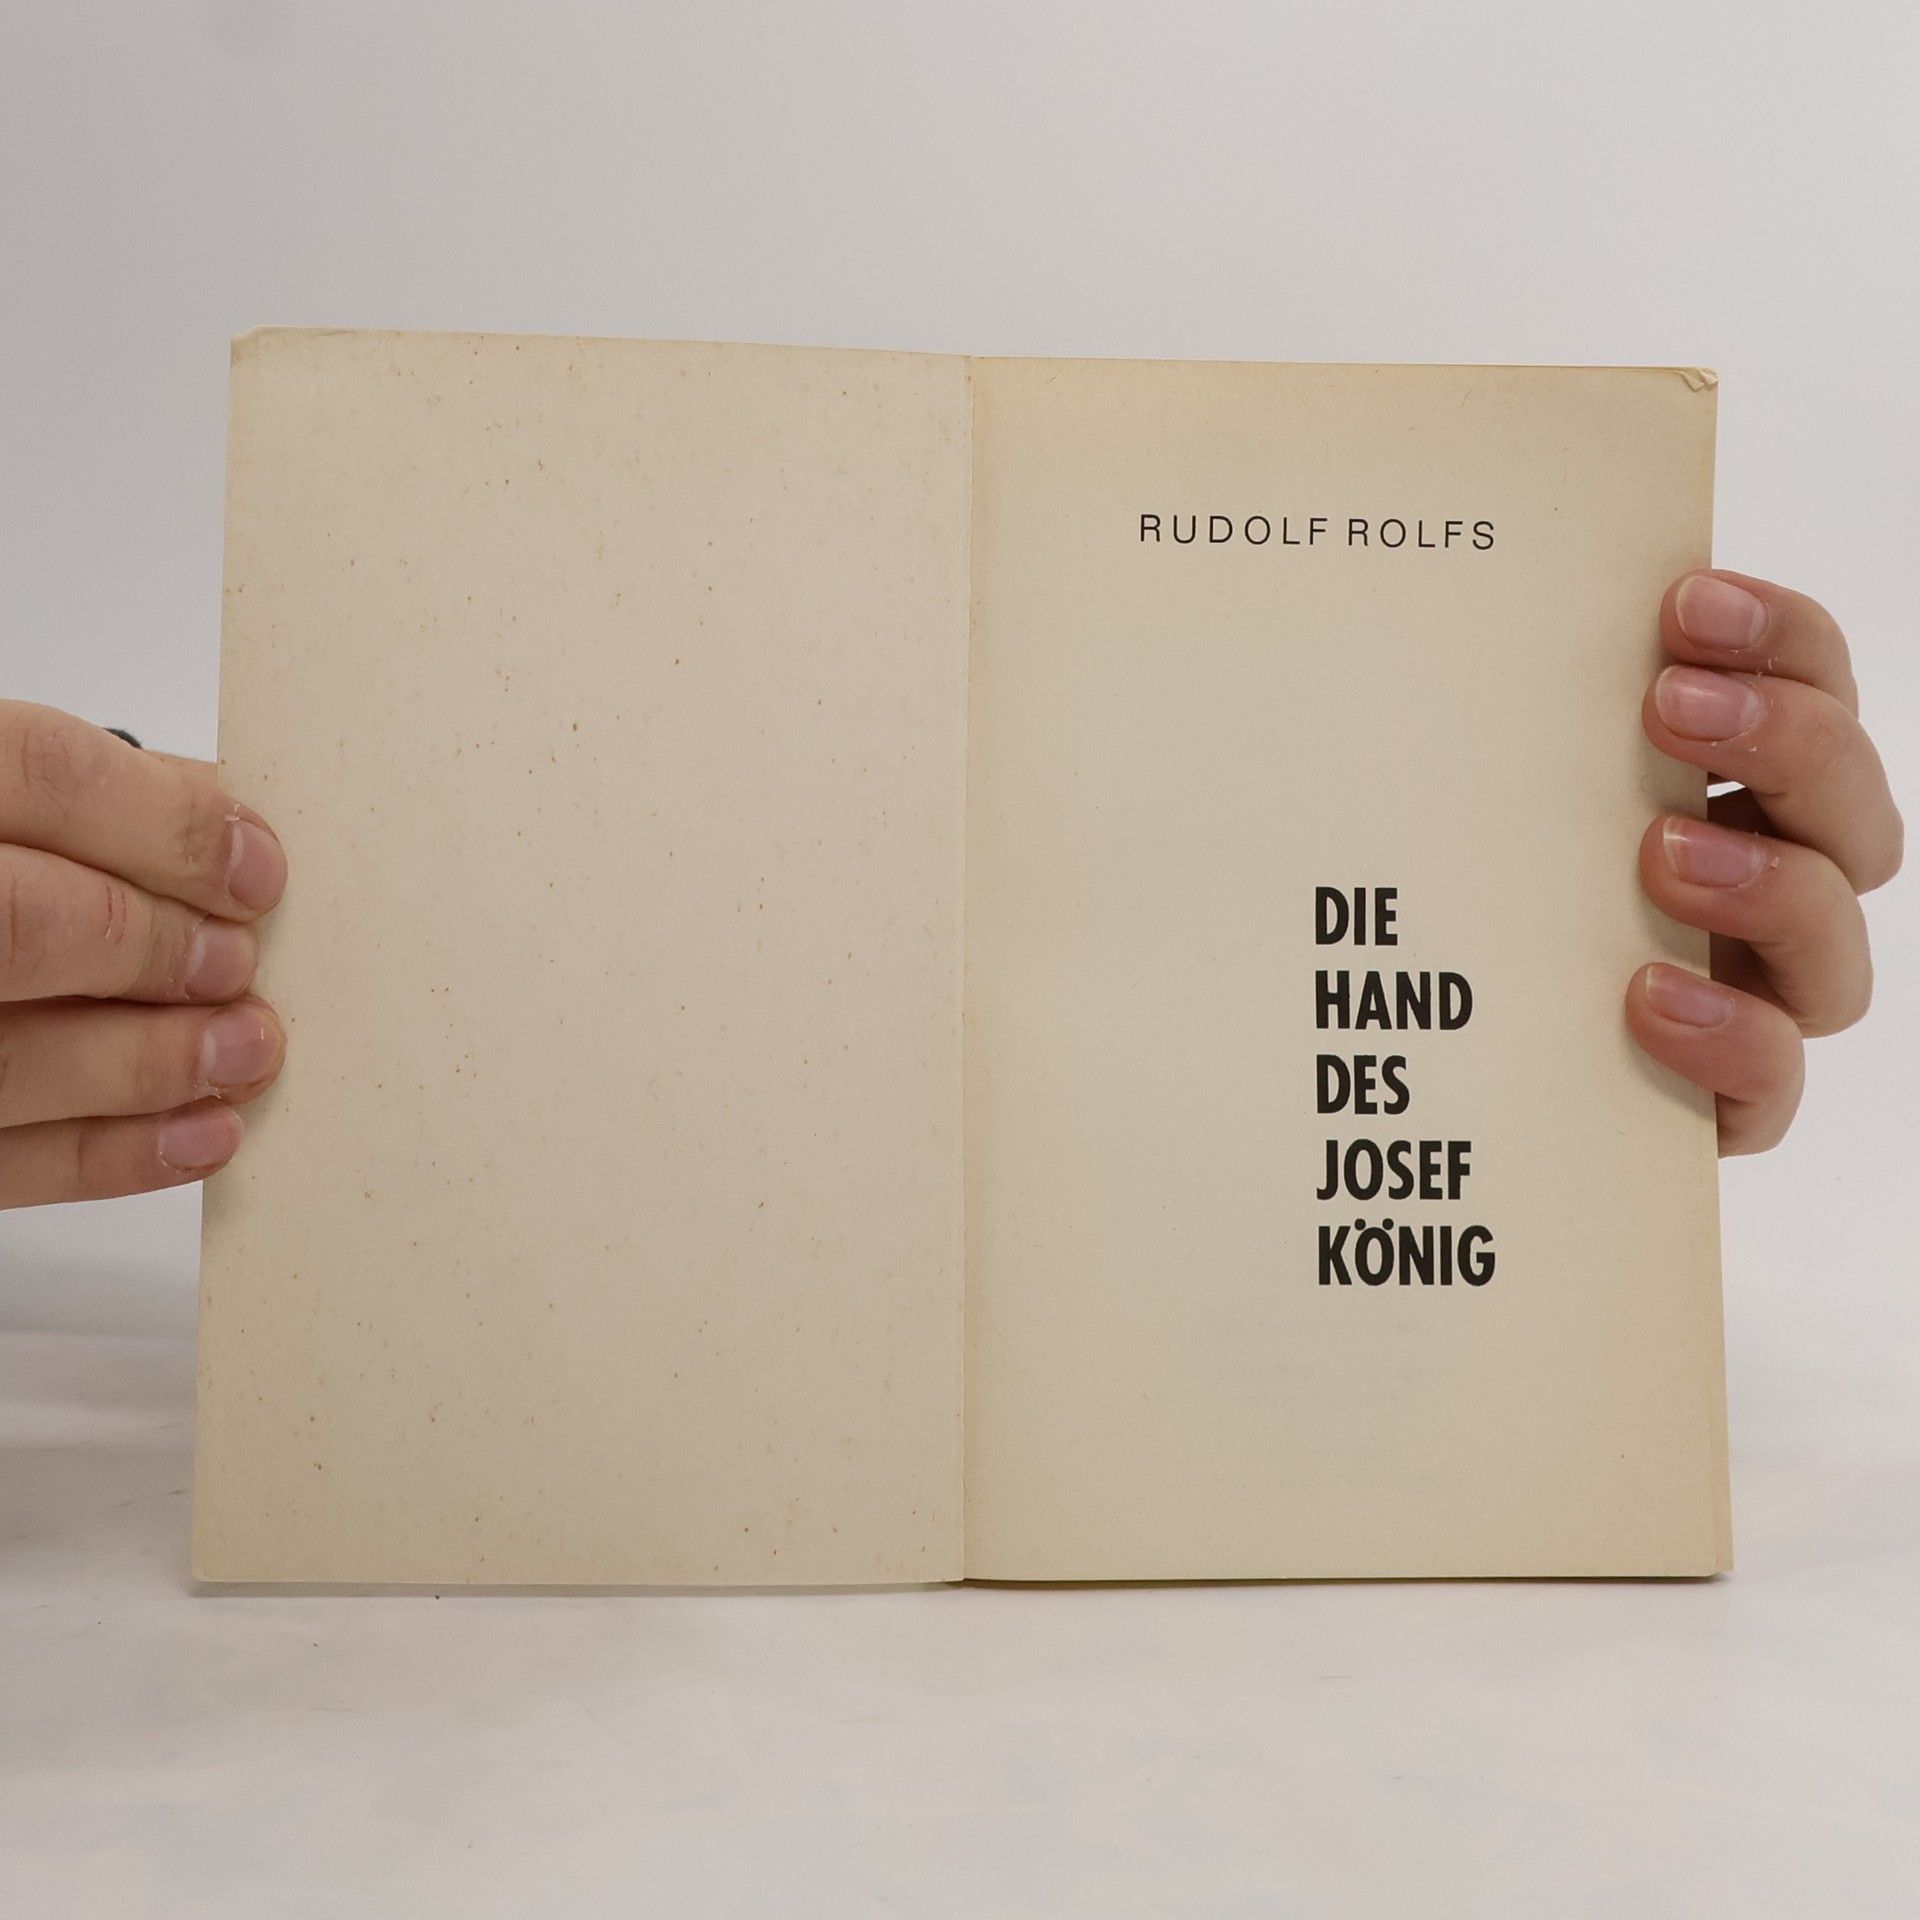 RUDOLF ROLFS
DIE
HAND
DES
JOSEF
KÖNIG